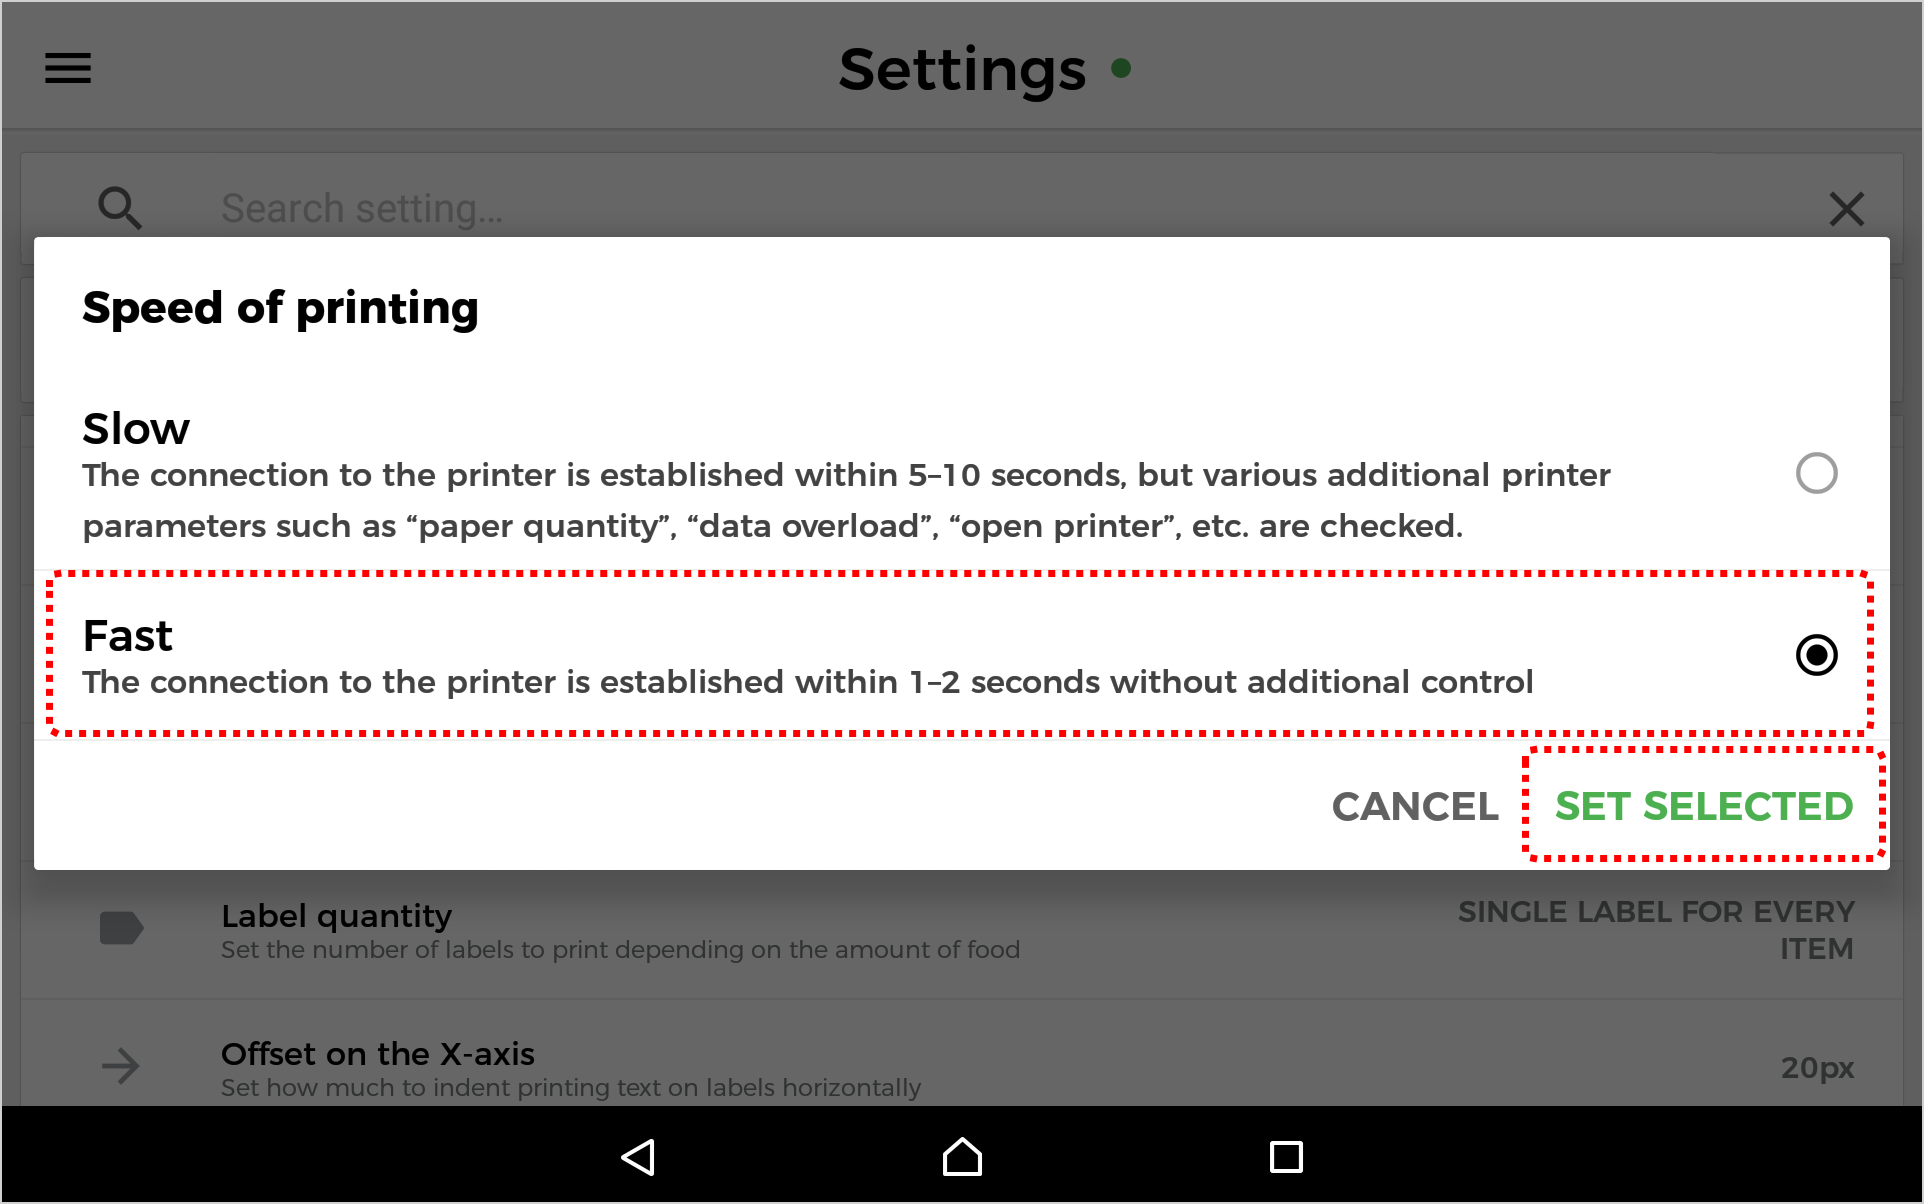 Settings
Search setting...
Speed of printing
Slow
The connection to the printer is established within 5–10 seconds, but various additional printer
parameters such as “paper quantity”, “data overload”, “open printer”, etc. are checked.
Fast
The connection to the printer is established within 1–2 seconds without additional control
CANCEL SET SELECTED
Label quantity
Set the number of labels to print depending on the amount of food
SINGLE LABEL FOR EVERY
ITEM
Offset on the X-axis
Set how much to indent printing text on labels horizontally
20px